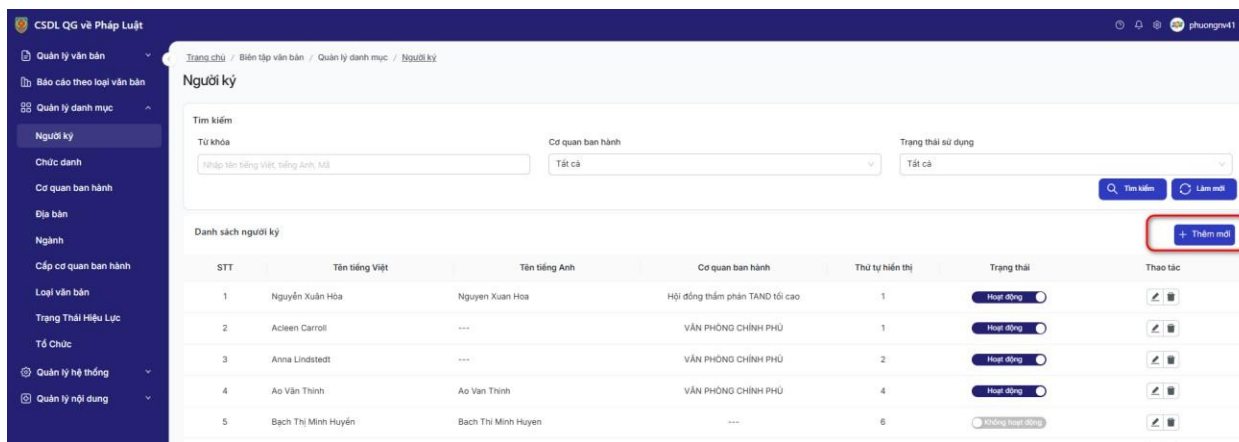 CSDL QG về Pháp Luật
phuongnv41
Quản lý văn bản
Báo cáo theo loại văn bản
Quản lý danh mục
Người ký
Chức danh
Cơ quan ban hành
Địa bàn
Ngành
Cấp cơ quan ban hành
Loại văn bản
Trạng Thái Hiệu Lực
Tổ Chức
Quản lý hệ thống
Quản lý nội dung
Trang chủ / Biên tập văn bản / Quản lý danh mục / Người ký
Người ký
Tìm kiếm
Từ khóa Cơ quan ban hành Trạng thái sử dụng
Nhập tên tiếng Việt, tiếng Anh, Mã Tất cả Tất cả
Tìm kiếm Làm mới
Danh sách người ký + Thêm mới
STT Tên tiếng Việt Tên tiếng Anh Cơ quan ban hành Thứ tự hiển thị Trạng thái Thao tác
1 Nguyễn Xuân Hòa Nguyen Xuan Hoa Hội đồng thẩm phán TAND tối cao 1 Hoạt động
2 Acleen Carroll --- VĂN PHÒNG CHÍNH PHỦ 1 Hoạt động
3 Anna Lindstedt --- VĂN PHÒNG CHÍNH PHỦ 2 Hoạt động
4 Ao Văn Thinh Ao Van Thinh VĂN PHÒNG CHÍNH PHỦ 4 Hoạt động
5 Bạch Thị Minh Huyền Bach Thi Minh Huyen --- 6 Không hoạt động